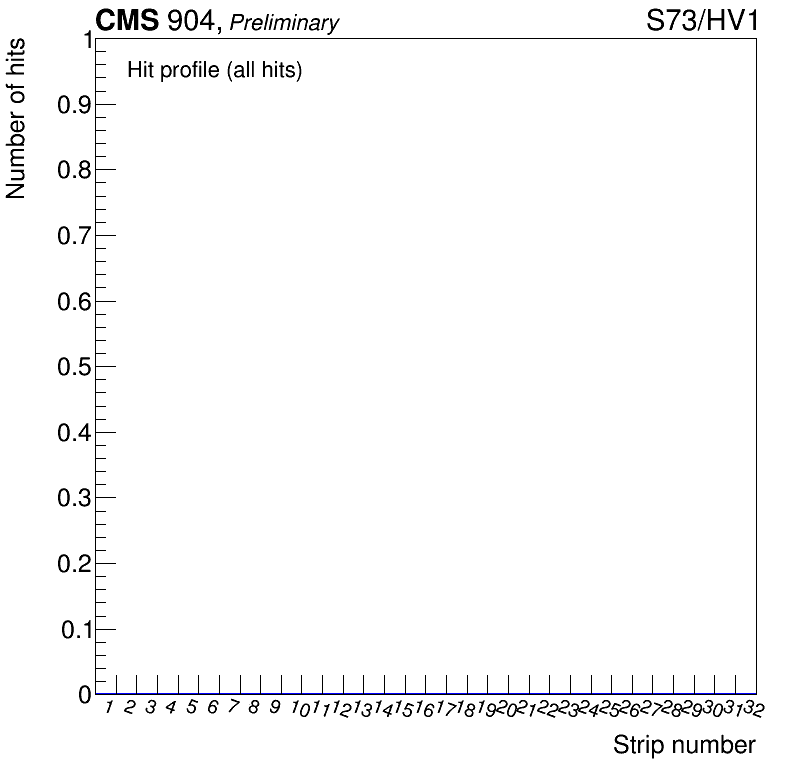 CMS 904, Preliminary
S73/HV1
Number of hits
Hit profile (all hits)
1
0.9
0.8
0.7
0.6
0.5
0.4
0.3
0.2
0.1
0
1 2 3 4 5 6 7 8 9 10 11 12 13 14 15 16 17 18 19 20 21 22 23 24 25 26 27 28 29 30 31 32
Strip number